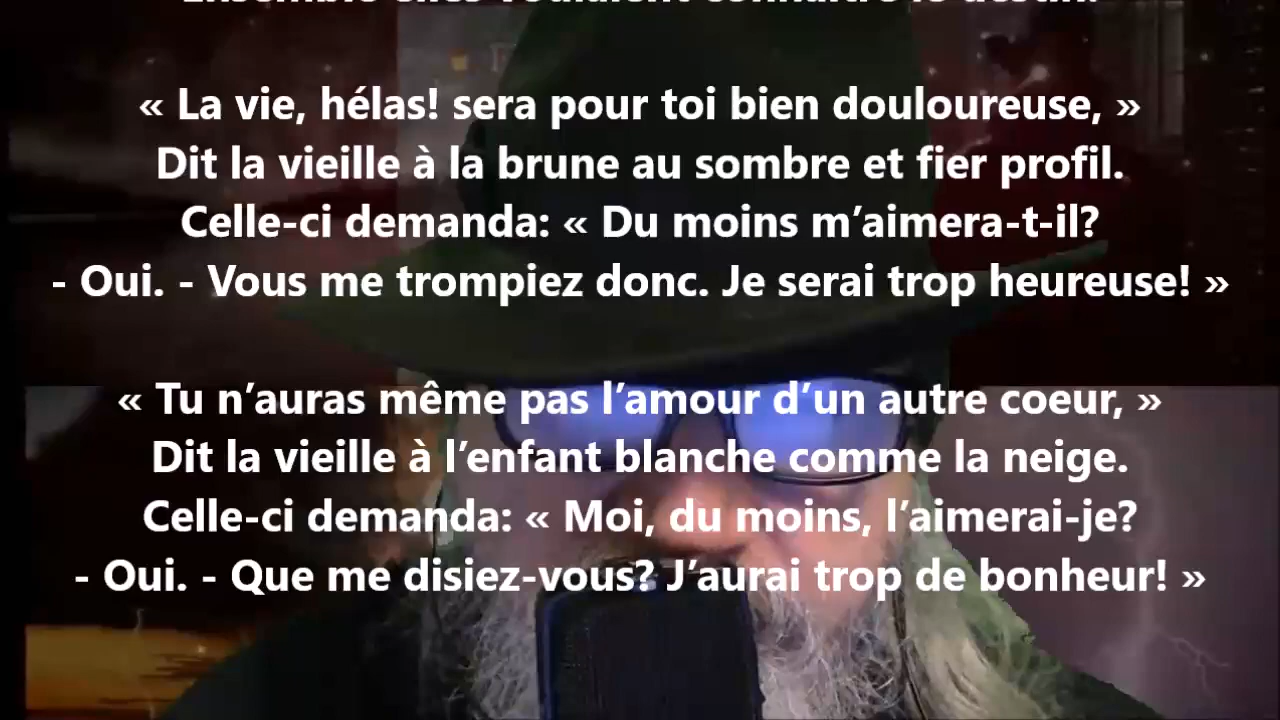 « La vie, hélas! sera pour toi bien douloureuse, »
Dit la vieille à la brune au sombre et fier profil.
Celle-ci demanda: « Du moins m’aimera-t-il?
- Oui. - Vous me trompiez donc. Je serai trop heureuse! »
« Tu n’auras même pas l’amour d’un autre coeur, »
Dit la vieille à l’enfant blanche comme la neige.
Celle-ci demanda: « Moi, du moins, l’aimerai-je?
- Oui. - Que me disiez-vous? J’aurai trop de bonheur! »